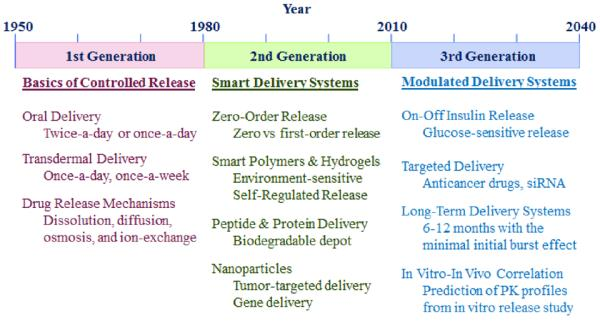 Year
1950
1980
2010
2040
1st Generation
2nd Generation
3rd Generation
Basics of Controlled Release
Oral Delivery
Twice-a-day or once-a-day
Transdermal Delivery
Once-a-day, once-a-week
Drug Release Mechanisms
Dissolution, diffusion,
osmosis, and ion-exchange
Smart Delivery Systems
Zero-Order Release
Zero vs first-order release
Smart Polymers & Hydrogels
Environment-sensitive
Self-Regulated Release
Peptide & Protein Delivery
Biodegradable depot
Nanoparticles
Tumor-targeted delivery
Gene delivery
Modulated Delivery Systems
On-Off Insulin Release
Glucose-sensitive release
Targeted Delivery
Anticancer drugs, siRNA
Long-Term Delivery Systems
6-12 months with the
minimal initial burst effect
In Vitro-In Vivo Correlation
Prediction of PK profiles
from in vitro release study